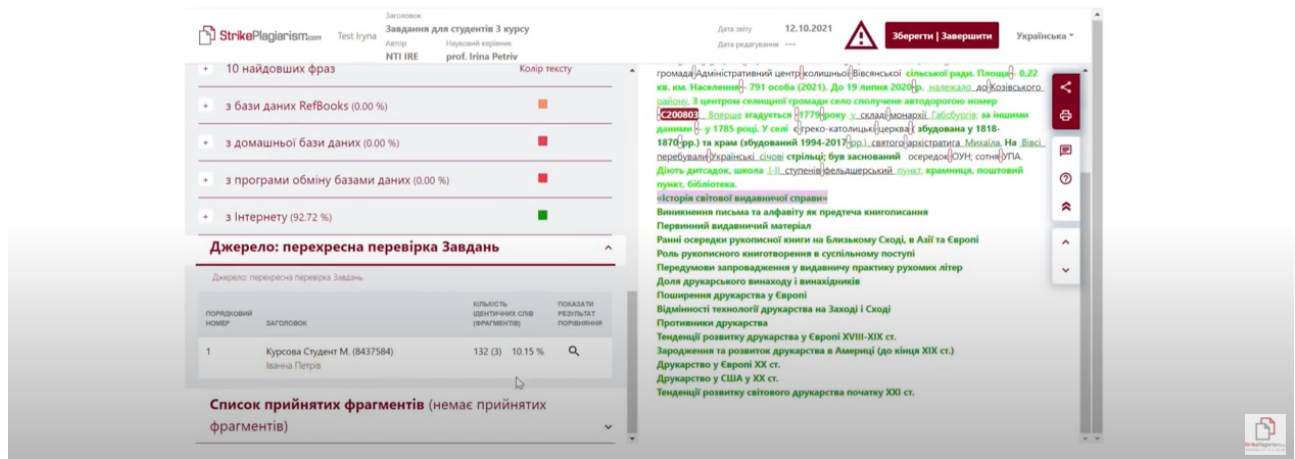 StrikePlagiarism.com
Test Iryna
Заголовок
Завдання для студентів 3 курсу
Автор
Науковий керівник
NTI IRE
prof. Irina Petriv
Дата звіту
12.10.2021
Дата редагування ---
Зберегти | Завершити
Українська
+ 10 найдовших фраз
Колір тексту
+ з бази даних RefBooks (0.00 %)
+ з домашньої бази даних (0.00 %)
+ з програми обміну базами даних (0.00 %)
+ з Інтернету (92.72 %)
Джерело: перехресна перевірка Завдань
Джерело: перехресна перевірка Завдань
ПОРЯДКОВИЙ НОМЕР
ЗАГОЛОВОК
КІЛЬКІСТЬ ІДЕНТИЧНИХ СЛІВ (ФРАГМЕНТІВ)
ПОКАЗАТИ РЕЗУЛЬТАТ ПОРІВНЯННЯ
1
Курсова Студент М. (8437584)
Іванна Петрів
132 (3) 10.15 %
Список прийнятих фрагментів (немає прийнятих
фрагментів)
громада Адміністративний центр колишньої Вівсянської сільської ради. Площа - 0,22
кв. км. Населення - 791 особа (2021). До 19 липня 2020 р. належало до Козівського
району. З центром селищної громади село сполучене автодорогою номер
С200803. Вперше згадується 1779 року у складі монархії Габсбургів; за іншими
даними - у 1785 році. У селі є греко-католицькі церква ( збудована у 1818-
1870 рр.) та храм (збудований 1994-2017 рр.) святого архістратига Михаїла. На Вівсі
перебували Українські січові стрільці; був заснований осередок ОУН; сотня УПА.
Діють дитсадок, школа І-ІІ ступенів фельдшерський пункт, крамниця, поштовий
пункт, бібліотека.
«Історія світової видавничої справи»
Виникнення письма та алфавіту як предтеча книгописання
Первинний видавничий матеріал
Ранні осередки рукописної книги на Близькому Сході, в Азії та Європі
Роль рукописного книготворення в суспільному поступі
Передумови запровадження у видавничу практику рухомих літер
Доля друкарського винаходу і винахідників
Поширення друкарства у Європі
Відмінності технології друкарства на Заході і Сході
Противники друкарства
Тенденції розвитку друкарства у Європі XVIII-XIX ст.
Зародження та розвиток друкарства в Америці (до кінця XIX ст.)
Друкарство у Європі XX ст.
Друкарство у США у XX ст.
Тенденції розвитку світового друкарства початку XXI ст.